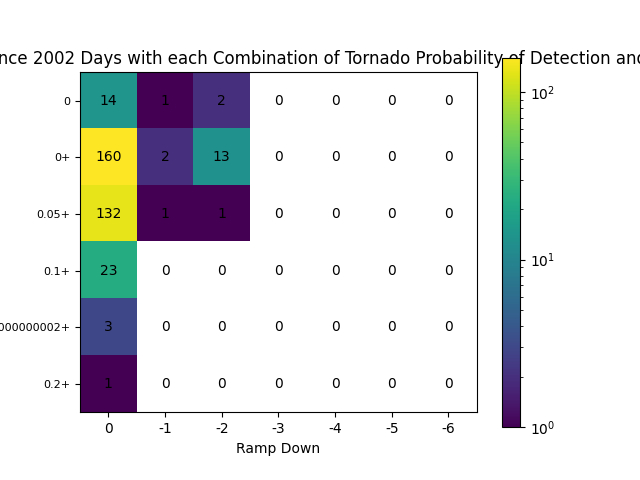 nce 2002 Days with each Combination of Tornado Probability of Detection and
0 14 1 2 0 0 0 0
0+ 160 2 13 0 0 0 0
0.05+ 132 1 1 0 0 0 0
0.1+ 23 0 0 0 0 0 0
000000002+ 3 0 0 0 0 0 0
0.2+ 1 0 0 0 0 0 0
0 -1 -2 -3 -4 -5 -6
Ramp Down
10²
10¹
10⁰